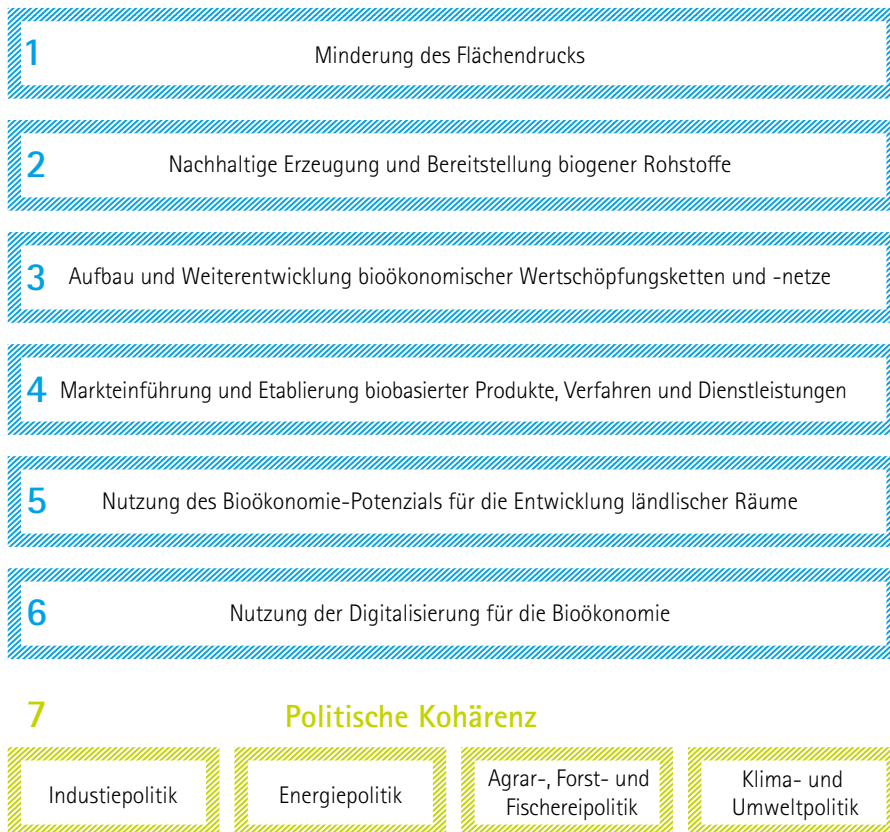 1 Minderung des Flächendrucks
2 Nachhaltige Erzeugung und Bereitstellung biogener Rohstoffe
3 Aufbau und Weiterentwicklung bioökonomischer Wertschöpfungsketten und -netze
4 Markteinführung und Etablierung biobasierter Produkte, Verfahren und Dienstleistungen
5 Nutzung des Bioökonomie-Potenzials für die Entwicklung ländlischer Räume
6 Nutzung der Digitalisierung für die Bioökonomie
7 Politische Kohärenz
Industiepolitik
Energiepolitik
Agrar-, Forst- und
Fischereipolitik
Klima- und
Umweltpolitik